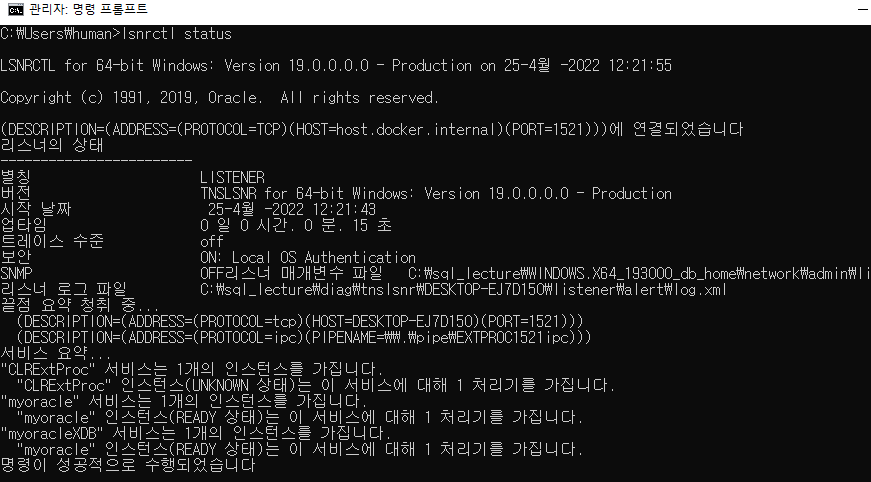 관리자: 명령 프롬프트
C:\Users\human>lsnrctl status
LSNRCTL for 64-bit Windows: Version 19.0.0.0.0 - Production on 25-4월 -2022 12:21:55
Copyright (c) 1991, 2019, Oracle.  All rights reserved.
(DESCRIPTION=(ADDRESS=(PROTOCOL=TCP)(HOST=host.docker.internal)(PORT=1521)))에 연결되었습니다
리스너의 상태
------------------------
별칭                     LISTENER
버전                     TNSLSNR for 64-bit Windows: Version 19.0.0.0.0 - Production
시작 날짜                 25-4월 -2022 12:21:43
업타임                   0 일 0 시간. 0 분. 15 초
트레이스 수준            off
보안                     ON: Local OS Authentication
SNMP                     OFF리스너 매개변수 파일   C:\sql_lecture\WINDOWS.X64_193000_db_home\network\admin\li
리스너 로그 파일         C:\sql_lecture\diag\tnslsnr\DESKTOP-EJ7D150\listener\alert\log.xml
끝점 요약 청취 중...
  (DESCRIPTION=(ADDRESS=(PROTOCOL=tcp)(HOST=DESKTOP-EJ7D150)(PORT=1521)))
  (DESCRIPTION=(ADDRESS=(PROTOCOL=ipc)(PIPENAME=\\.\pipe\EXTPROC1521ipc)))
서비스 요약...
"CLRExtProc" 서비스는 1개의 인스턴스를 가집니다.
  "CLRExtProc" 인스턴스(UNKNOWN 상태)는 이 서비스에 대해 1 처리기를 가집니다.
"myoracle" 서비스는 1개의 인스턴스를 가집니다.
  "myoracle" 인스턴스(READY 상태)는 이 서비스에 대해 1 처리기를 가집니다.
"myoracleXDB" 서비스는 1개의 인스턴스를 가집니다.
  "myoracle" 인스턴스(READY 상태)는 이 서비스에 대해 1 처리기를 가집니다.
명령이 성공적으로 수행되었습니다